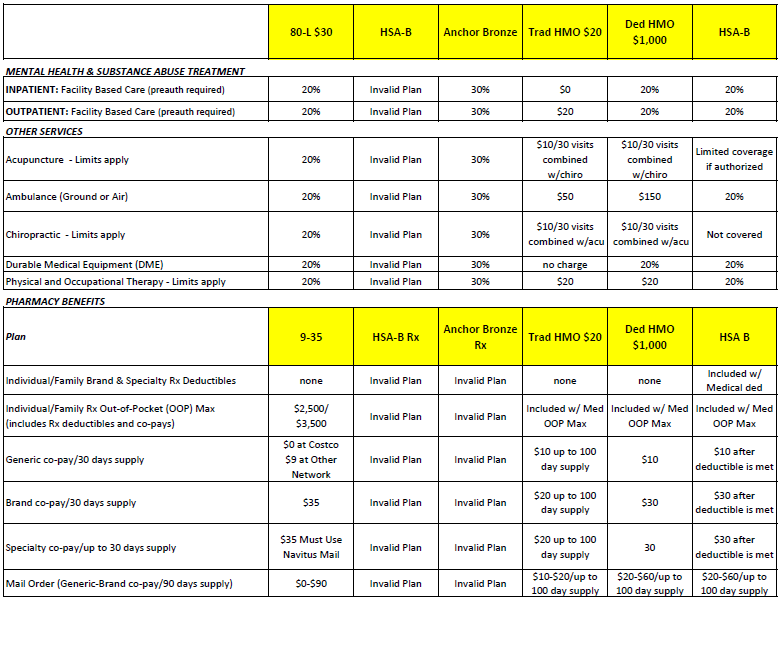 80-L $30 HSA-B Anchor Bronze Trad HMO $20 Ded HMO $1,000 HSA-B
MENTAL HEALTH & SUBSTANCE ABUSE TREATMENT
INPATIENT: Facility Based Care (preauth required) 20% Invalid Plan 30% $0 20% 20%
OUTPATIENT: Facility Based Care (preauth required) 20% Invalid Plan 30% $20 20% 20%
OTHER SERVICES
Acupuncture - Limits apply 20% Invalid Plan 30% $10/30 visits combined w/chiro $10/30 visits combined w/chiro Limited coverage if authorized
Ambulance (Ground or Air) 20% Invalid Plan 30% $50 $150 20%
Chiropractic - Limits apply 20% Invalid Plan 30% $10/30 visits combined w/acu $10/30 visits combined w/acu Not covered
Durable Medical Equipment (DME) 20% Invalid Plan 30% no charge 20% 20%
Physical and Occupational Therapy - Limits apply 20% Invalid Plan 30% $20 $20 20%
PHARMACY BENEFITS
Plan 9-35 HSA-B Rx Anchor Bronze Rx Trad HMO $20 Ded HMO $1,000 HSA B
Individual/Family Brand & Specialty Rx Deductibles none Invalid Plan Invalid Plan none none Included w/ Medical ded
Individual/Family Rx Out-of-Pocket (OOP) Max (includes Rx deductibles and co-pays) $2,500/ $3,500 Invalid Plan Invalid Plan Included w/ Med OOP Max Included w/ Med OOP Max Included w/ Med OOP Max
Generic co-pay/30 days supply $0 at Costco $9 at Other Network Invalid Plan Invalid Plan $10 up to 100 day supply $10 $10 after deductible is met
Brand co-pay/30 days supply $35 Invalid Plan Invalid Plan $20 up to 100 day supply $30 $30 after deductible is met
Specialty co-pay/up to 30 days supply $35 Must Use Navitus Mail Invalid Plan Invalid Plan $20 up to 100 day supply 30 $30 after deductible is met
Mail Order (Generic-Brand co-pay/90 days supply) $0-$90 Invalid Plan Invalid Plan $10-$20/up to 100 day supply $20-$60/up to 100 day supply $20-$60/up to 100 day supply